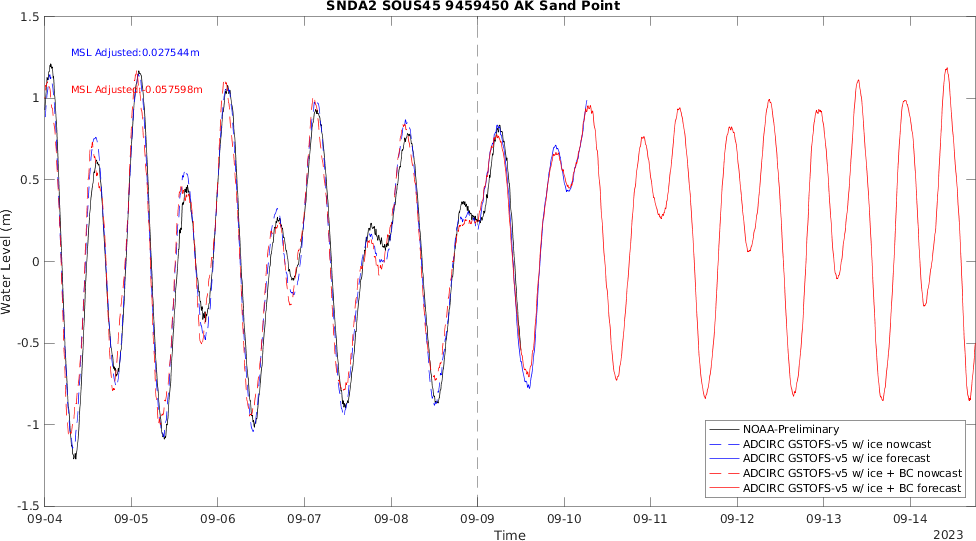 SNDA2 SOUS45 9459450 AK Sand Point
1.5
1
0.5
0
-0.5
-1
-1.5
Water Level (m)
MSL Adjusted:0.027544m
MSL Adjusted:-0.057598m
NOAA-Preliminary
ADCIRC GSTOFS-v5 w/ ice nowcast
ADCIRC GSTOFS-v5 w/ ice forecast
ADCIRC GSTOFS-v5 w/ ice + BC nowcast
ADCIRC GSTOFS-v5 w/ ice + BC forecast
09-04 09-05 09-06 09-07 09-08 09-09 09-10 09-11 09-12 09-13 09-14
Time
2023